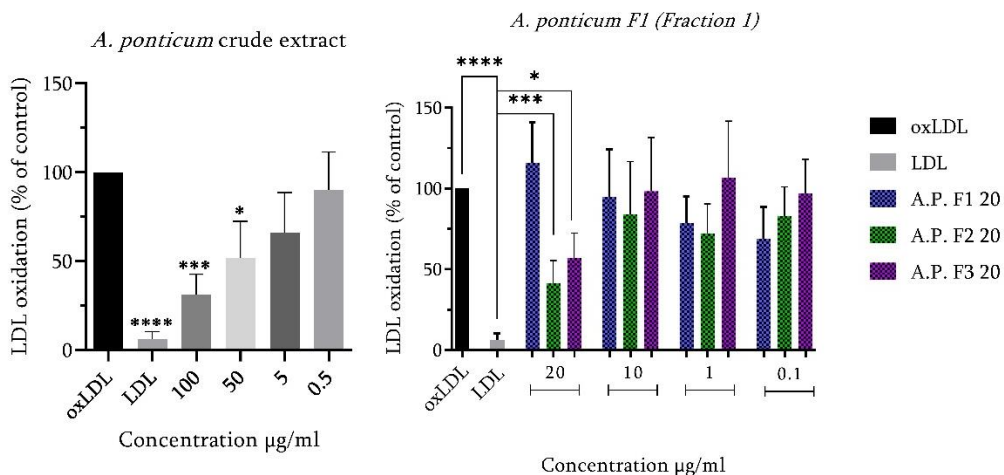 A. ponticum crude extract
LDL oxidation (% of control)
150
100
50
0
****
***
*
oxLDL
LDL
100
50
5
0.5
Concentration µg/ml
A. ponticum F1 (Fraction 1)
LDL oxidation (% of control)
150
100
50
0
****
*
***
oxLDL
LDL
20
10
1
0.1
Concentration µg/ml
oxLDL
LDL
A.P. F1 20
A.P. F2 20
A.P. F3 20